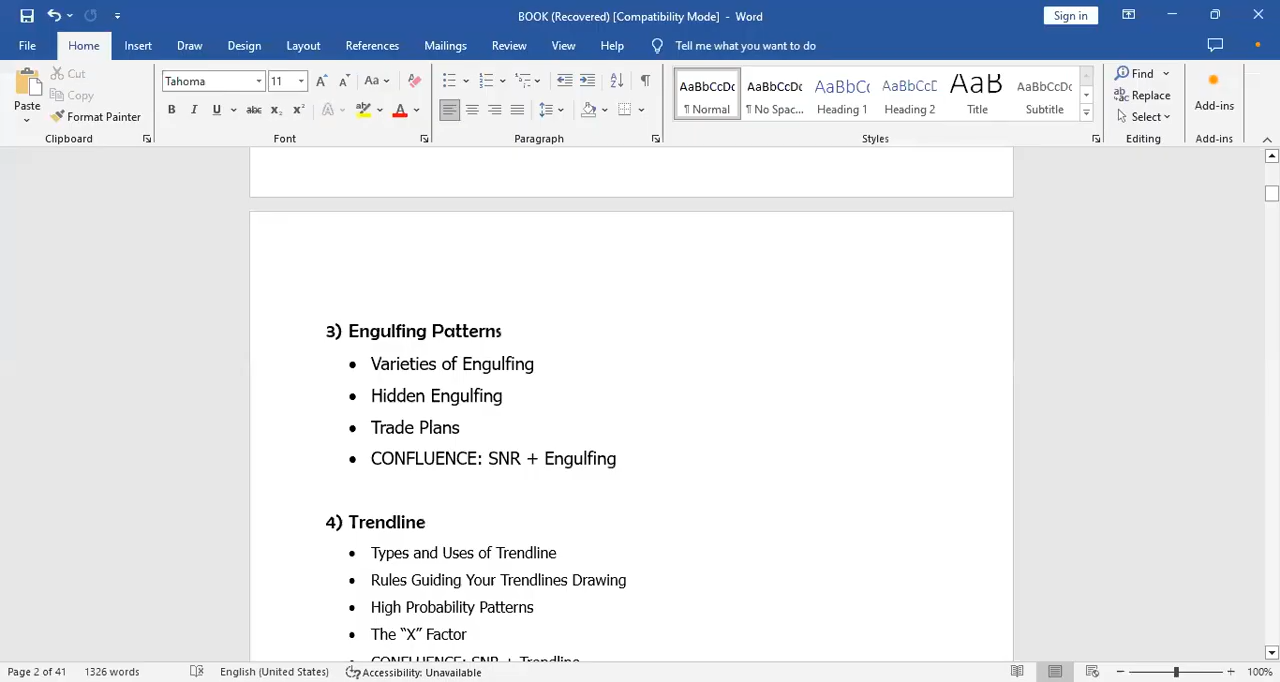 BOOK (Recovered) [Compatibility Mode] - Word
Sign in
File Home Insert Draw Design Layout References Mailings Review View Help Tell me what you want to do
Paste
Cut
Copy
Format Painter
Clipboard
Tahoma 11
Font
Paragraph
AaBbCcDc AaBbCcDc AaBbCc AaBbCcD AaB AaBbCcDc
¶ Normal ¶ No Spac... Heading 1 Heading 2 Title Subtitle
Styles
Find
Replace
Select
Editing
Add-ins
Add-ins
3) Engulfing Patterns
• Varieties of Engulfing
• Hidden Engulfing
• Trade Plans
• CONFLUENCE: SNR + Engulfing
4) Trendline
• Types and Uses of Trendline
• Rules Guiding Your Trendlines Drawing
• High Probability Patterns
• The “X” Factor
• CONFLUENCE: SNR + Trendline
Page 2 of 41 1326 words English (United States) Accessibility: Unavailable 100%